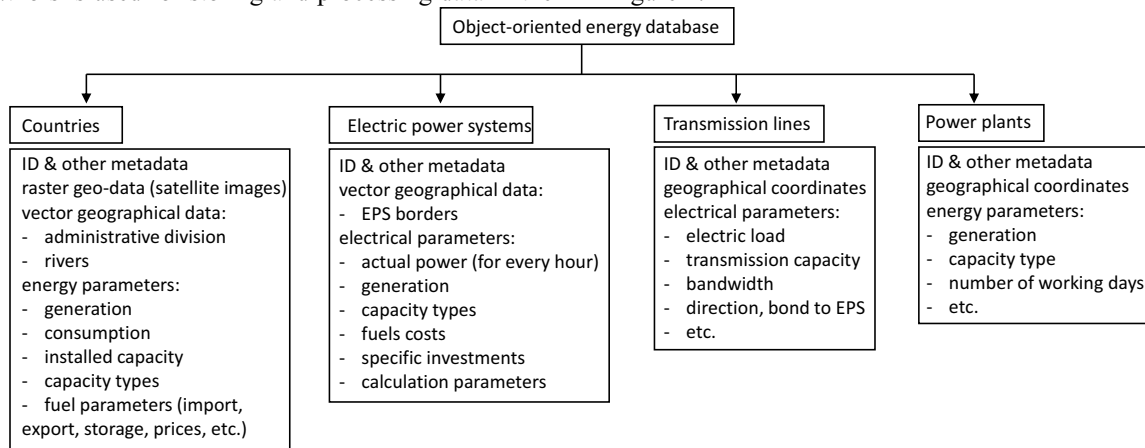 Object-oriented energy database
Countries
ID & other metadata
raster geo-data (satellite images)
vector geographical data:
- administrative division
- rivers
energy parameters:
- generation
- consumption
- installed capacity
- capacity types
- fuel parameters (import,
export, storage, prices, etc.)
Electric power systems
ID & other metadata
vector geographical data:
- EPS borders
electrical parameters:
- actual power (for every hour)
- generation
- capacity types
- fuels costs
- specific investments
- calculation parameters
Transmission lines
ID & other metadata
geographical coordinates
electrical parameters:
- electric load
- transmission capacity
- bandwidth
- direction, bond to EPS
- etc.
Power plants
ID & other metadata
geographical coordinates
energy parameters:
- generation
- capacity type
- number of working days
- etc.